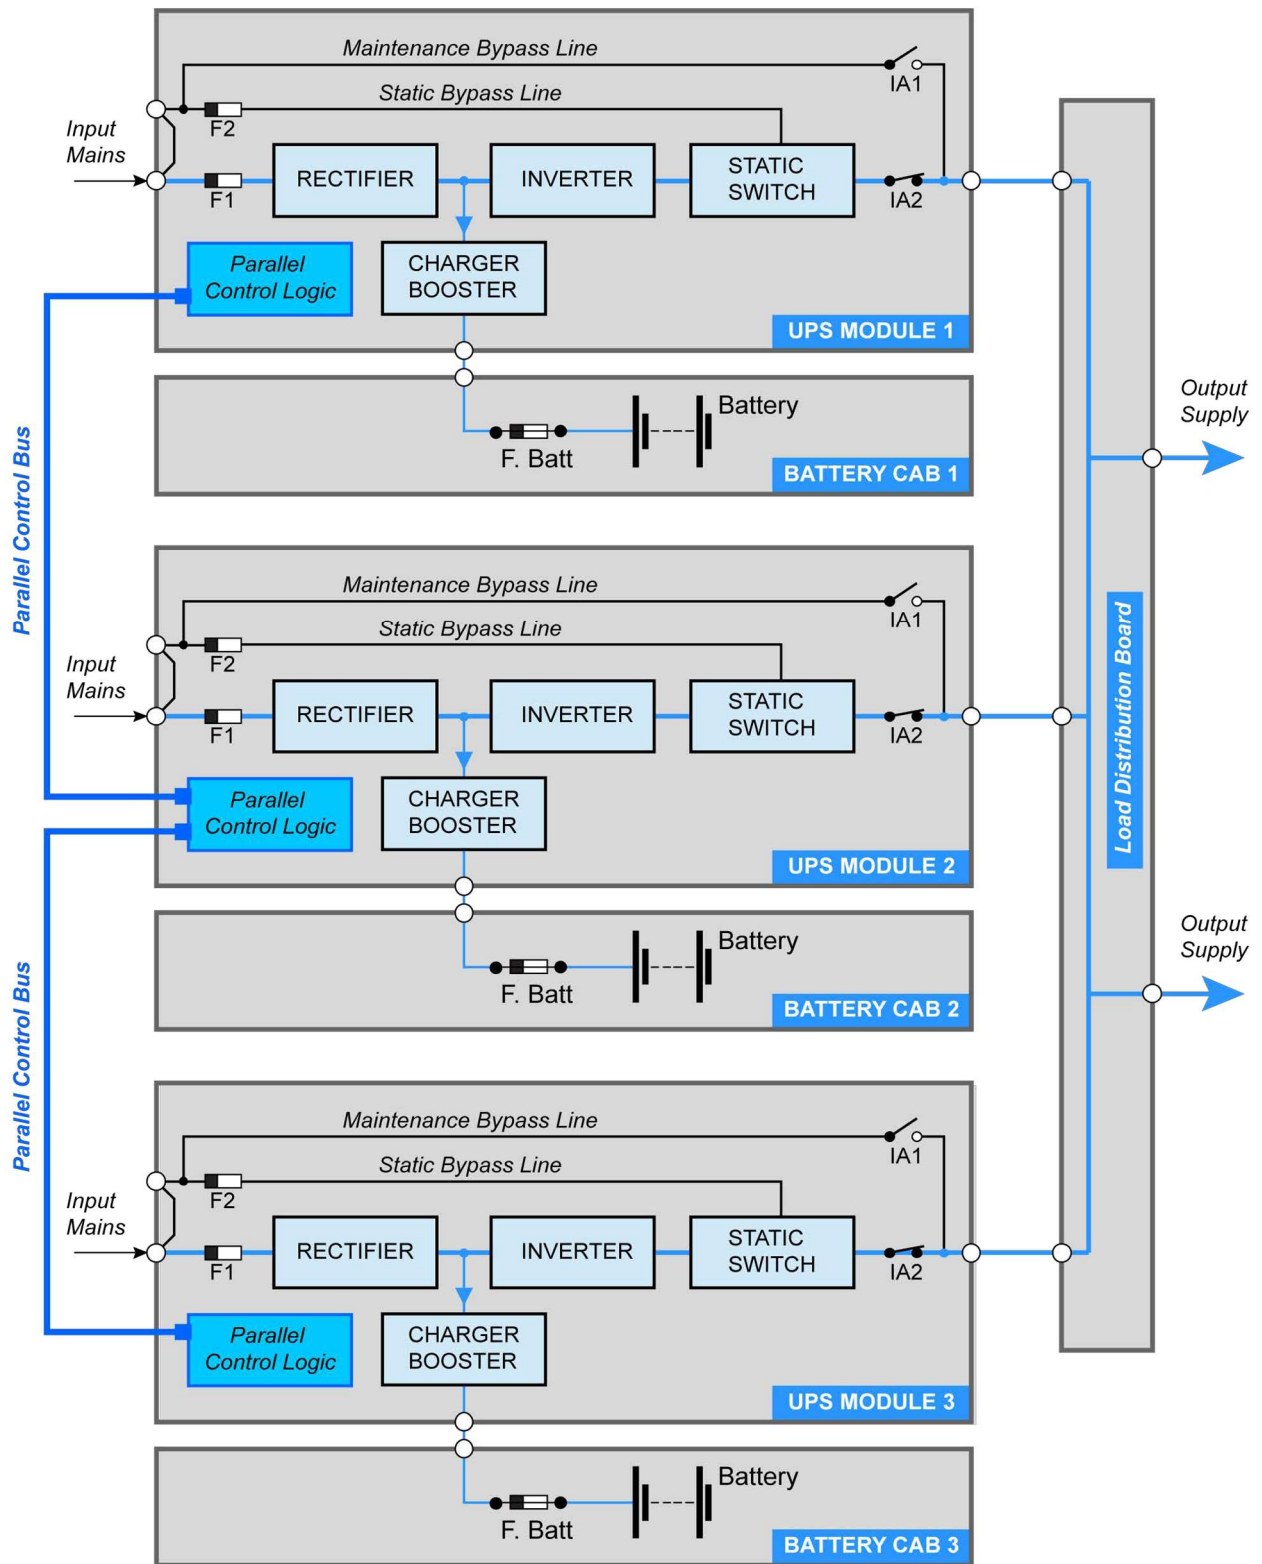 Maintenance Bypass Line
IA1
Static Bypass Line
F2
Input
Mains
F1
RECTIFIER
INVERTER
STATIC
SWITCH
IA2
Parallel
Control Logic
CHARGER
BOOSTER
UPS MODULE 1
Battery
F. Batt
BATTERY CAB 1
Parallel Control Bus
Output
Supply
Maintenance Bypass Line
IA1
Static Bypass Line
F2
Input
Mains
F1
RECTIFIER
INVERTER
STATIC
SWITCH
IA2
Parallel
Control Logic
CHARGER
BOOSTER
UPS MODULE 2
Load Distribution Board
Battery
F. Batt
BATTERY CAB 2
Output
Supply
Parallel Control Bus
Maintenance Bypass Line
IA1
Static Bypass Line
F2
Input
Mains
F1
RECTIFIER
INVERTER
STATIC
SWITCH
IA2
Parallel
Control Logic
CHARGER
BOOSTER
UPS MODULE 3
Battery
F. Batt
BATTERY CAB 3